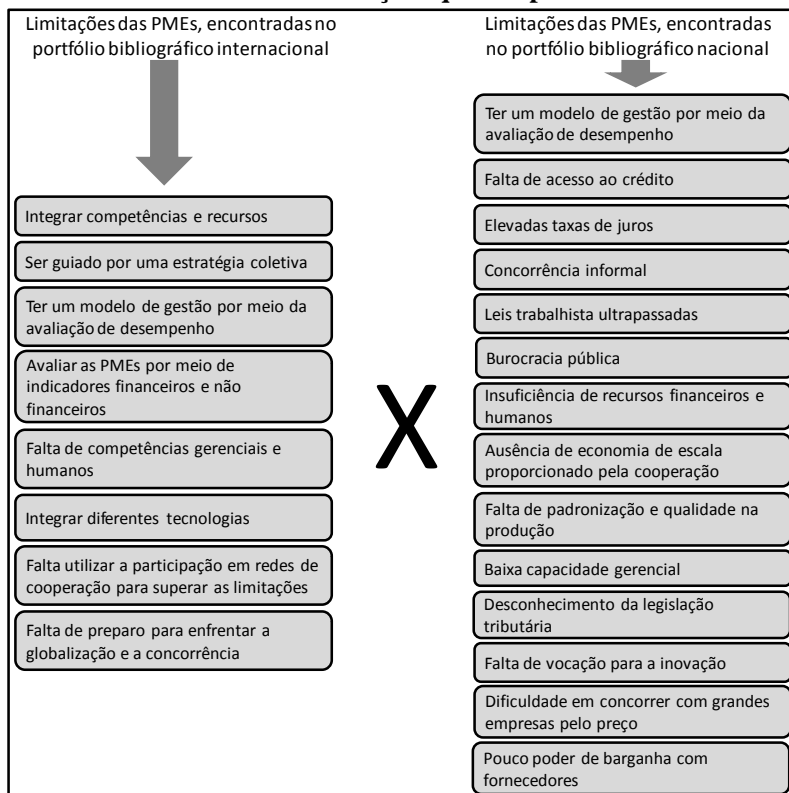 Limitações das PMEs, encontradas no
portfólio bibliográfico internacional
Integrar competências e recursos
Ser guiado por uma estratégia coletiva
Ter um modelo de gestão por meio da
avaliação de desempenho
Avaliar as PMEs por meio de
indicadores financeiros e não
financeiros
Falta de competências gerenciais e
humanos
Integrar diferentes tecnologias
Falta utilizar a participação em redes de
cooperação para superar as limitações
Falta de preparo para enfrentar a
globalização e a concorrência
X
Limitações das PMEs, encontradas
no portfólio bibliográfico nacional
Ter um modelo de gestão por meio da
avaliação de desempenho
Falta de acesso ao crédito
Elevadas taxas de juros
Concorrência informal
Leis trabalhista ultrapassadas
Burocracia pública
Insuficiência de recursos financeiros e
humanos
Ausência de economia de escala
proporcionado pela cooperação
Falta de padronização e qualidade na
produção
Baixa capacidade gerencial
Desconhecimento da legislação
tributária
Falta de vocação para a inovação
Dificuldade em concorrer com grandes
empresas pelo preço
Pouco poder de barganha com
fornecedores